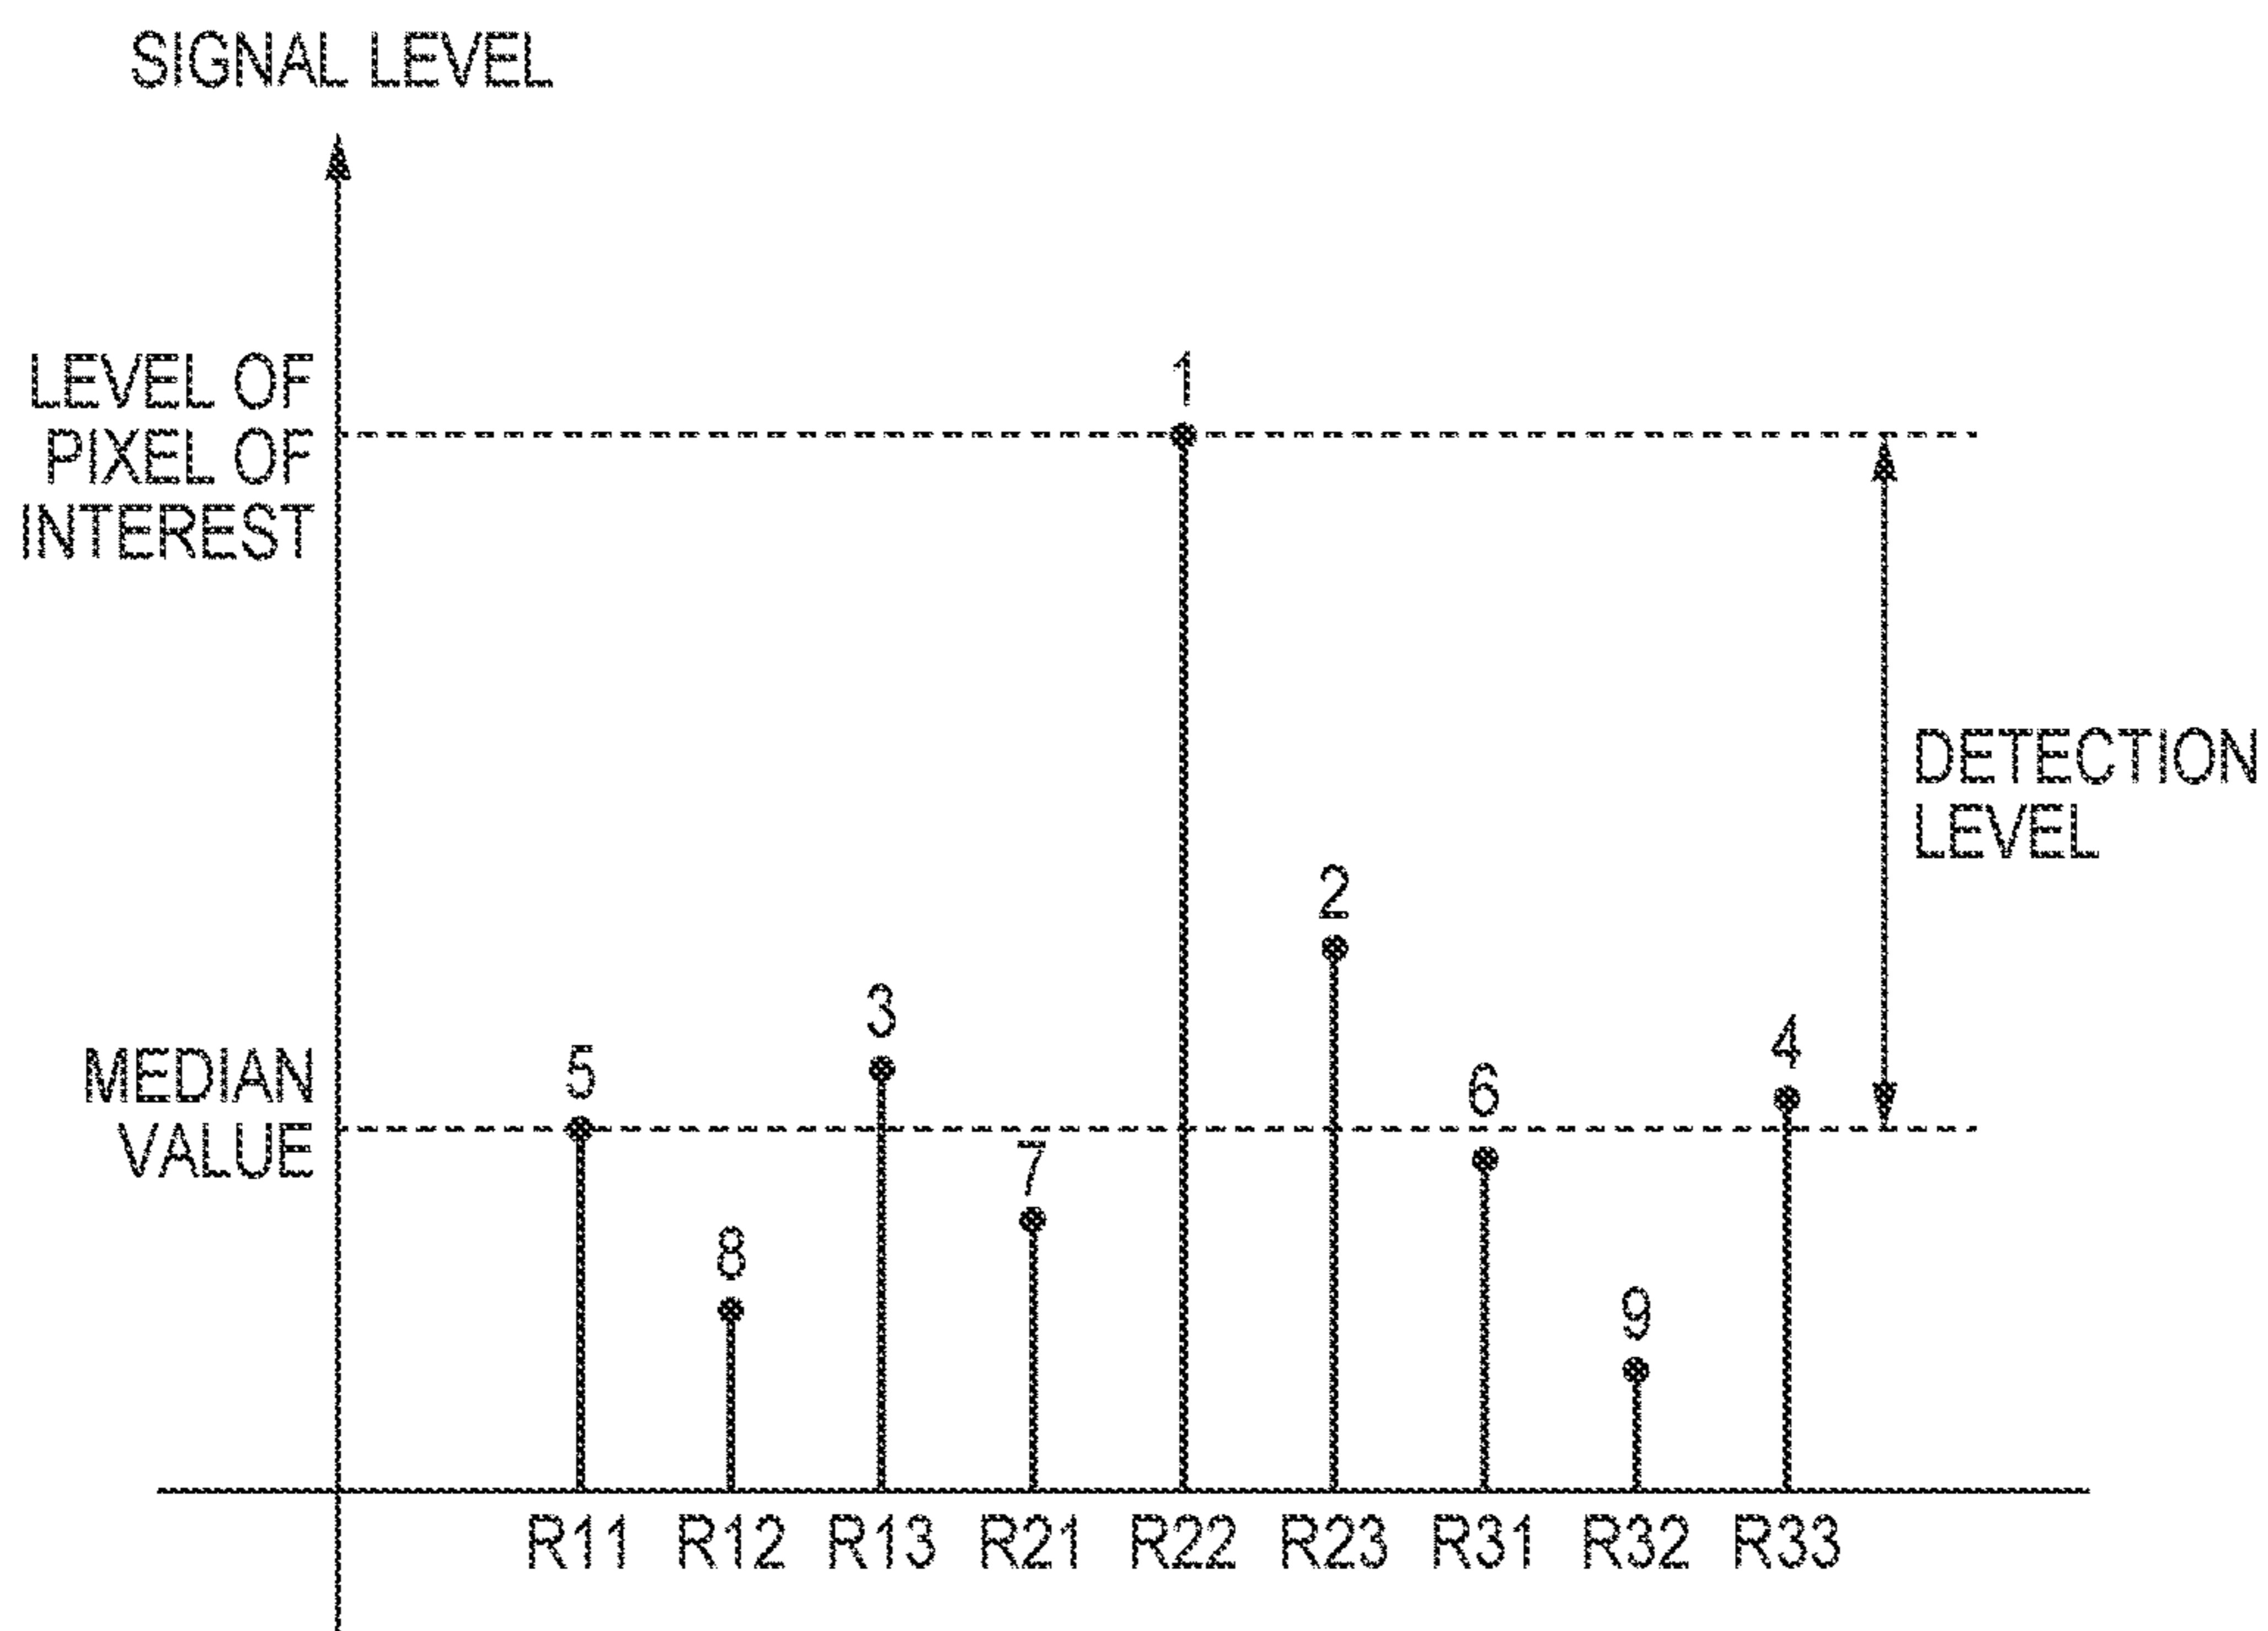 SIGNAL LEVEL
LEVEL OF
PIXEL OF
INTEREST
1
DETECTION
LEVEL
2
3
4
MEDIAN
VALUE
5
6
7
8
9
R11 R12 R13 R21 R22 R23 R31 R32 R33